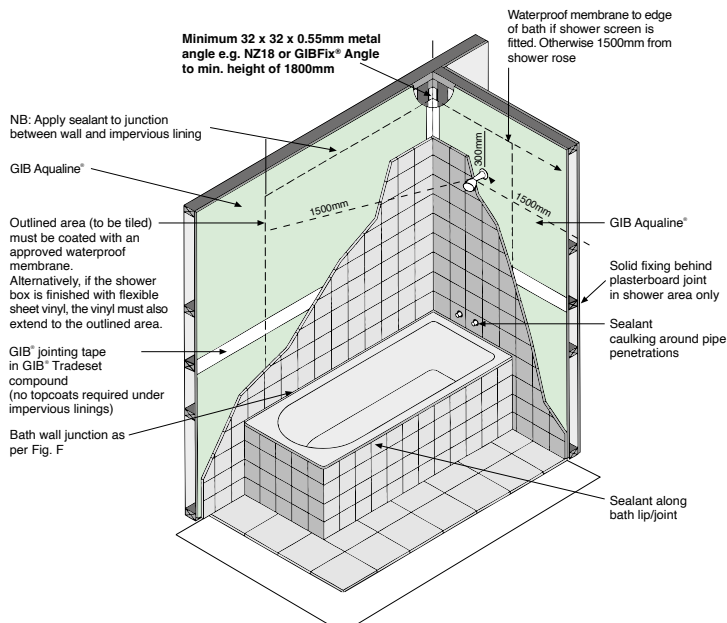 Minimum 32 x 32 x 0.55mm metal
angle e.g. NZ18 or GIBFix® Angle
to min. height of 1800mm
Waterproof membrane to edge
of bath if shower screen is
fitted. Otherwise 1500mm from
shower rose
NB: Apply sealant to junction
between wall and impervious lining
GIB Aqualine®
300mm
1500mm
1500mm
Outlined area (to be tiled)
must be coated with an
approved waterproof
membrane.
Alternatively, if the shower
box is finished with flexible
sheet vinyl, the vinyl must also
extend to the outlined area.
GIB Aqualine®
Solid fixing behind
plasterboard joint
in shower area only
Sealant
caulking around pipe
penetrations
GIB® jointing tape
in GIB® Tradeset
compound
(no topcoats required under
impervious linings)
Bath wall junction as
per Fig. F
Sealant along
bath lip/joint